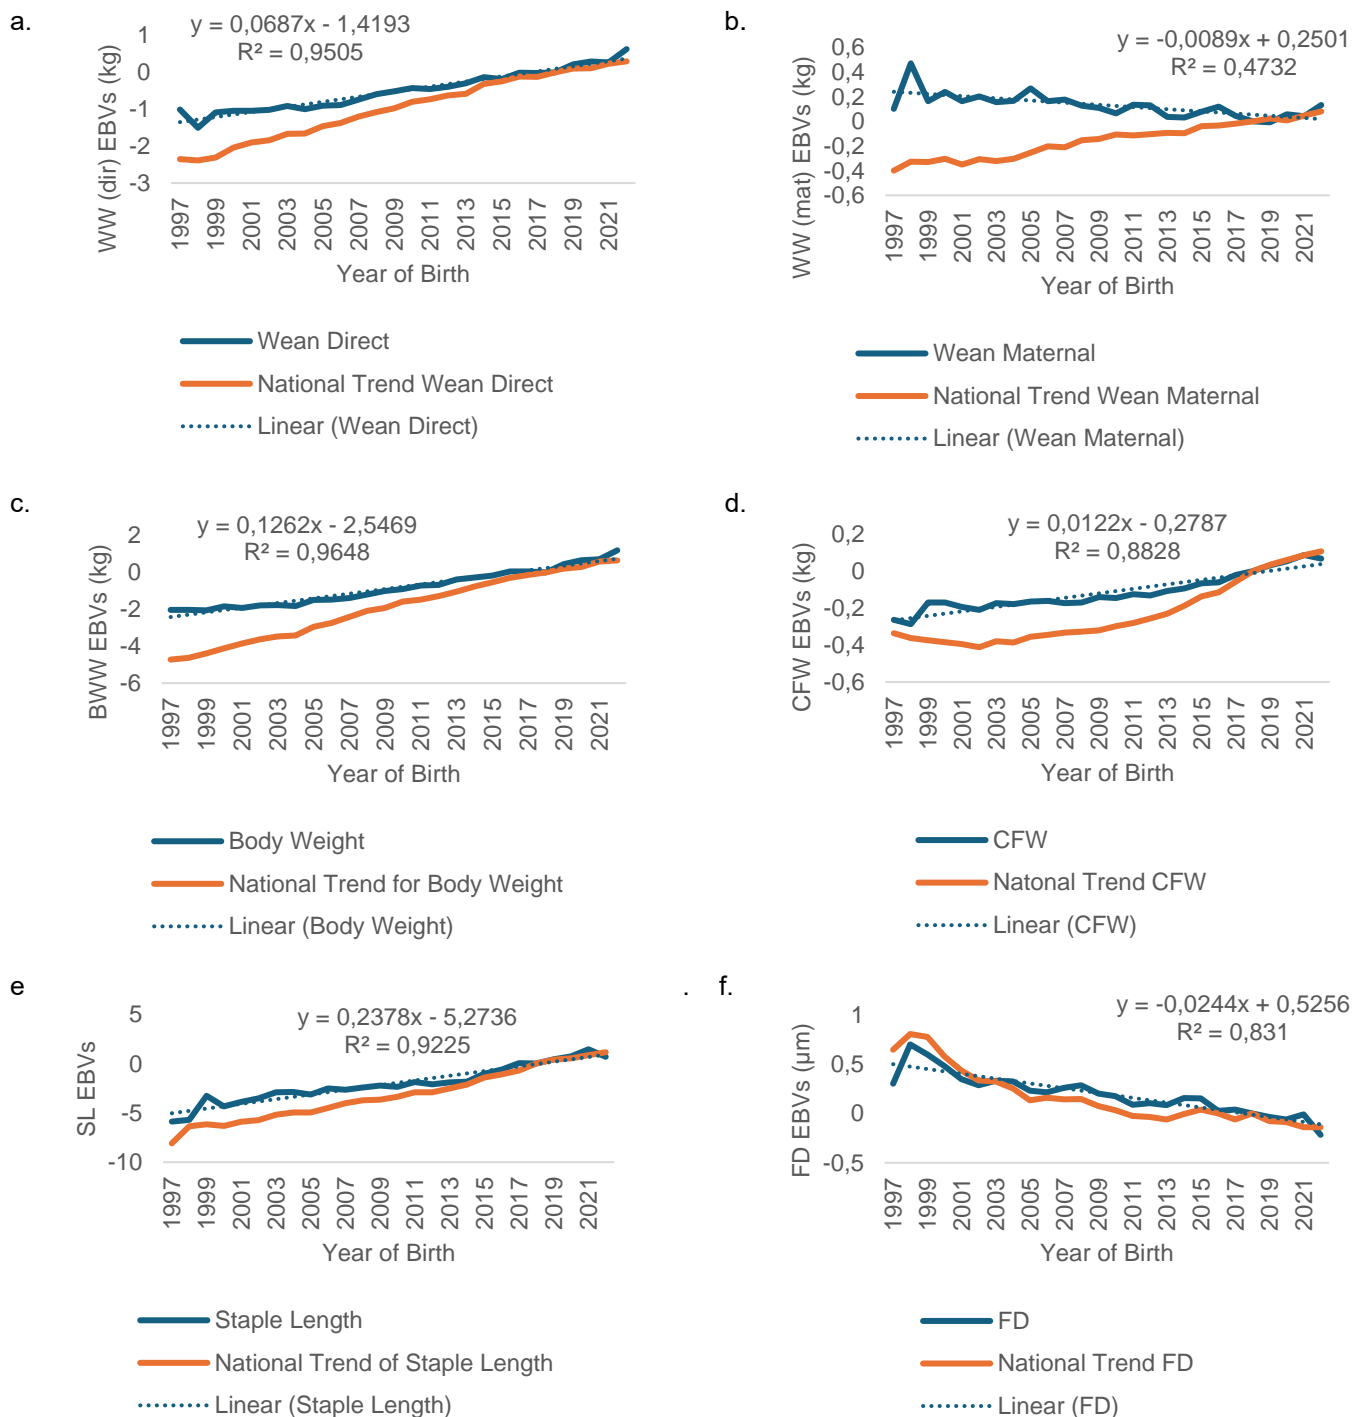 a.
y = 0,0687x - 1,4193
R² = 0,9505
WW (dir) EBVs (kg)
1
0
-1
-2
-3
1997 1999 2001 2003 2005 2007 2009 2011 2013 2015 2017 2019 2021
Year of Birth
Wean Direct
National Trend Wean Direct
Linear (Wean Direct)
b.
y = -0,0089x + 0,2501
R² = 0,4732
WW (mat) EBVs (kg)
0,6
0,4
0,2
0
-0,2
-0,4
-0,6
1997 1999 2001 2003 2005 2007 2009 2011 2013 2015 2017 2019 2021
Year of Birth
Wean Maternal
National Trend Wean Maternal
Linear (Wean Maternal)
c.
y = 0,1262x - 2,5469
R² = 0,9648
BWW EBVs (kg)
2
0
-2
-4
-6
1997 1999 2001 2003 2005 2007 2009 2011 2013 2015 2017 2019 2021
Year of Birth
Body Weight
National Trend for Body Weight
Linear (Body Weight)
d.
y = 0,0122x - 0,2787
R² = 0,8828
CFW EBVs (kg)
0,2
0
-0,2
-0,4
-0,6
1997 1999 2001 2003 2005 2007 2009 2011 2013 2015 2017 2019 2021
Year of Birth
CFW
Natonal Trend CFW
Linear (CFW)
e
y = 0,2378x - 5,2736
R² = 0,9225
SL EBVs
5
0
-5
-10
1997 1999 2001 2003 2005 2007 2009 2011 2013 2015 2017 2019 2021
Year of Birth
Staple Length
National Trend of Staple Length
Linear (Staple Length)
. f.
y = -0,0244x + 0,5256
R² = 0,831
FD EBVs (µm)
1
0,5
0
-0,5
1997 1999 2001 2003 2005 2007 2009 2011 2013 2015 2017 2019 2021
Year of Birth
FD
National Trend FD
Linear (FD)